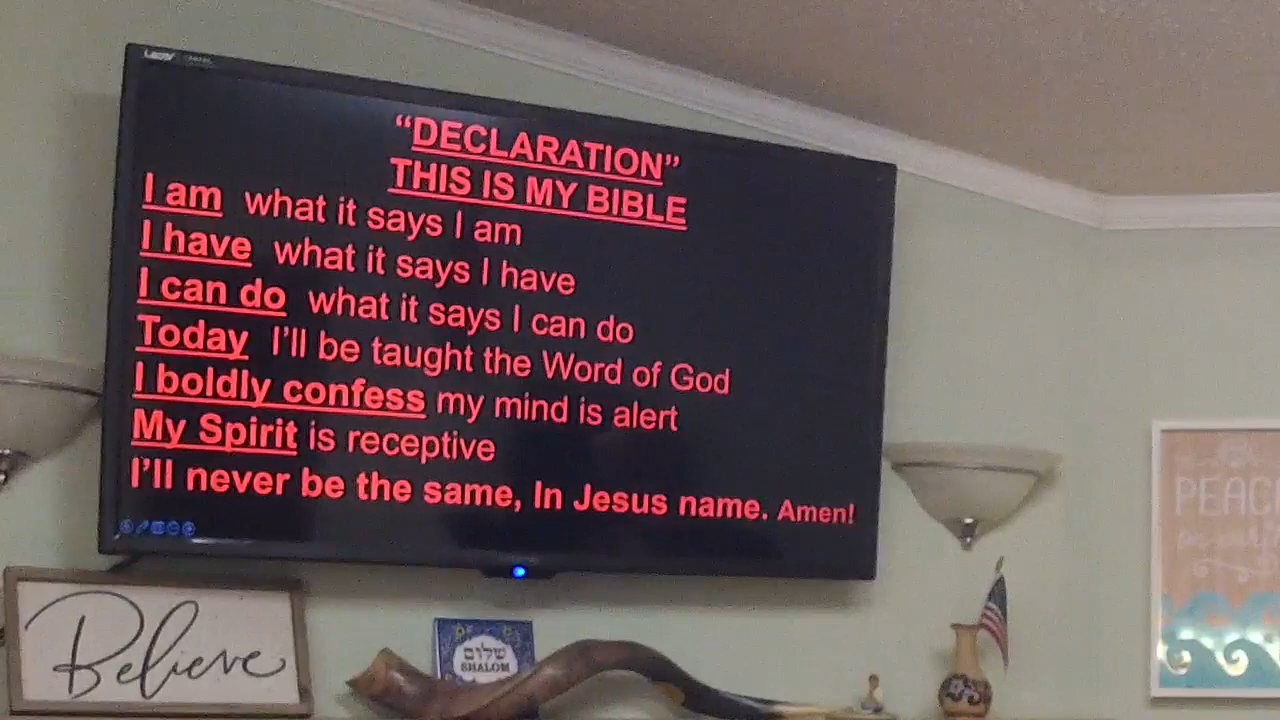 “DECLARATION”
THIS IS MY BIBLE
I am what it says I am
I have what it says I have
I can do what it says I can do
Today I’ll be taught the Word of God
I boldly confess my mind is alert
My Spirit is receptive
I’ll never be the same, In Jesus name. Amen!
Believe
שלום
SHALOM